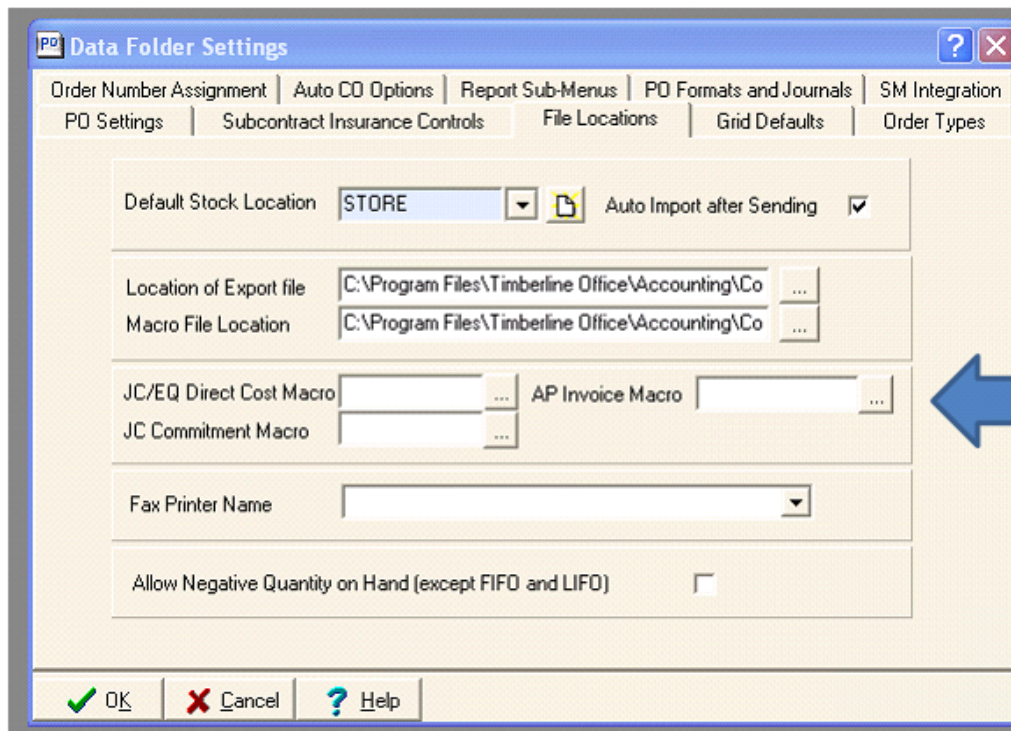 PO Data Folder Settings ? X
Order Number Assignment Auto CO Options Report Sub-Menus PO Formats and Journals SM Integration
PO Settings Subcontract Insurance Controls File Locations Grid Defaults Order Types
Default Stock Location STORE Auto Import after Sending
Location of Export file C:\Program Files\Timberline Office\Accounting\Co ...
Macro File Location C:\Program Files\Timberline Office\Accounting\Co ...
JC/EQ Direct Cost Macro ... AP Invoice Macro ...
JC Commitment Macro ...
Fax Printer Name
Allow Negative Quantity on Hand (except FIFO and LIFO)
OK Cancel ? Help